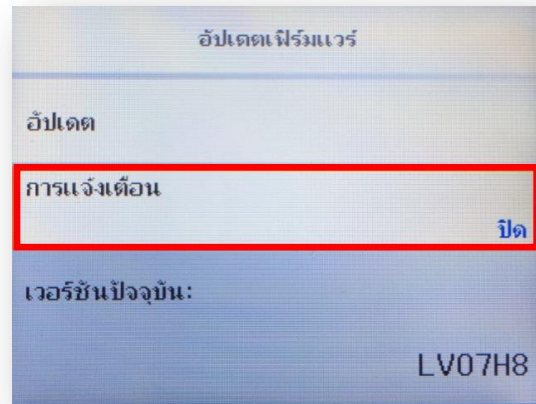 อัปเดตเฟิร์มแวร์
อัปเดต
การแจ้งเตือน
ปิด
เวอร์ชันปัจจุบัน:
LV07H8